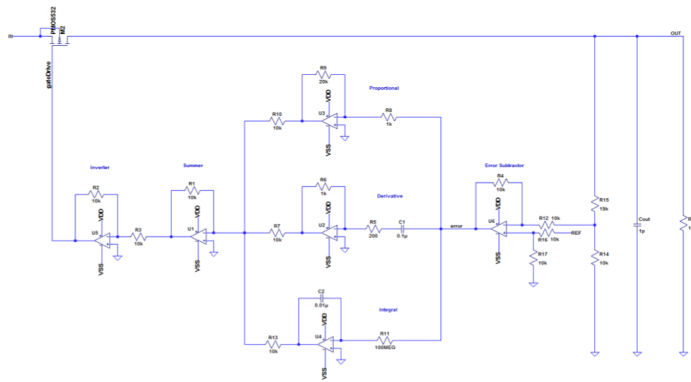 PMOSS32
M2
IN
OUT
gateDrive
R9
20k
Proportional
VDD
R10
10k
U3
R8
1k
VSS
Inverter
Summer
Error Subtractor
R2
10k
R1
10k
R6
1k
Derivative
R4
10k
R15
10k
VDD
VDD
VDD
VDD
R3
10k
U5
U1
R7
10k
U2
R5
200
C1
0.1µ
error
U6
R12 10k
REF
R16 10k
Cout
1p
VSS
VSS
VSS
VSS
R17
10k
R14
10k
C2
0.01µ
Integral
VDD
R13
10k
U4
R11
100MEG
VSS